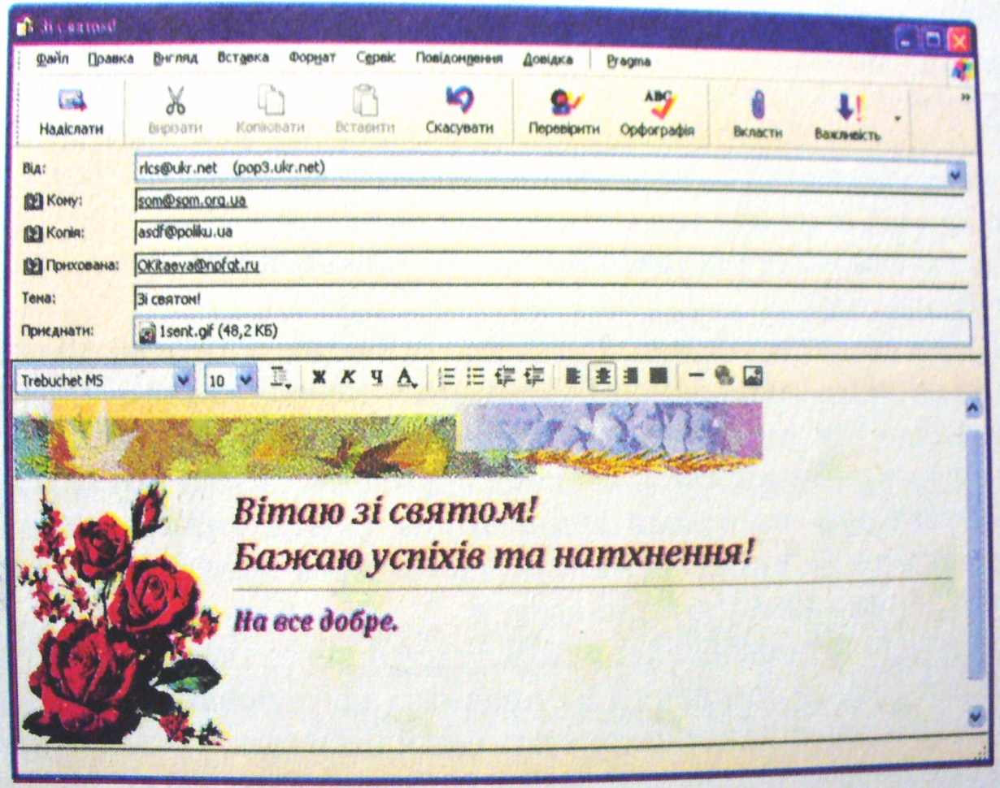 Зі святом!
Файл Правка Вигляд Вставка Формат Сервіс Повідомлення Довідка Pragma
Надіслати Вирізати Копіювати Вставити Скасувати Перевірити ABC Орфографія Вкласти Важливість »
Від: rlcs@ukr.net (pop3.ukr.net)
Кому: som@som.org.ua
Копія: asdf@poliku.ua
Прихована: OKitaeva@npfgt.ru
Тема: Зі святом!
Приєднати: 1sent.gif (48,2 КБ)
Trebuchet MS 10 Ж К Ч А
Вітаю зі святом!
Бажаю успіхів та натхнення!
На все добре.